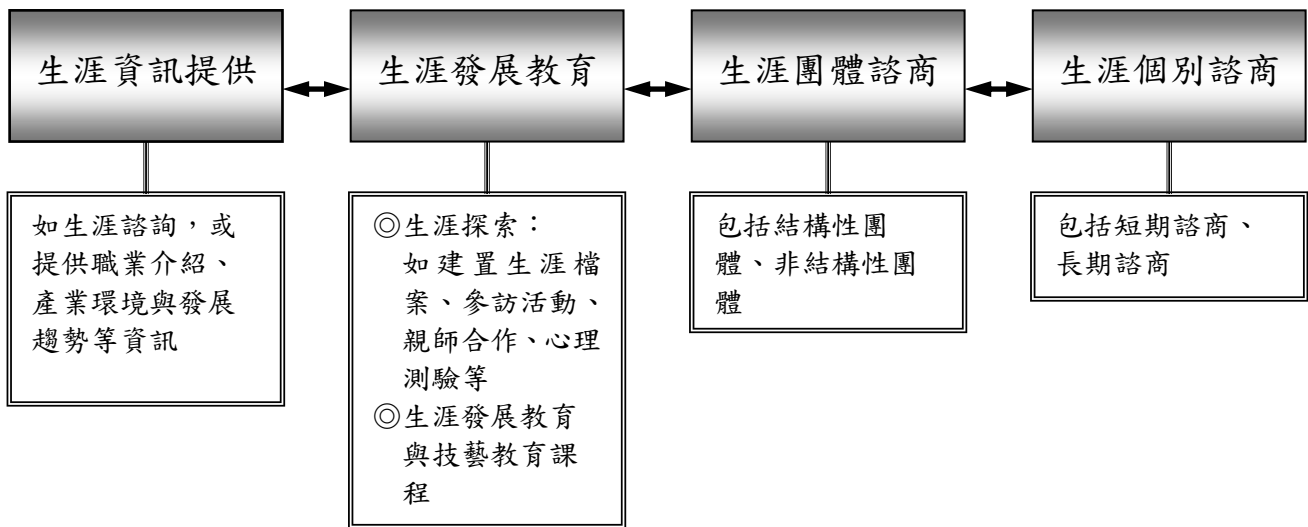 生涯資訊提供
生涯發展教育
生涯團體諮商
生涯個別諮商
如生涯諮詢，或
提供職業介紹、
產業環境與發展
趨勢等資訊
◎生涯探索：
如建置生涯檔
案、參訪活動、
親師合作、心理
測驗等
◎生涯發展教育
與技藝教育課
程
包括結構性團
體、非結構性團
體
包括短期諮商、
長期諮商